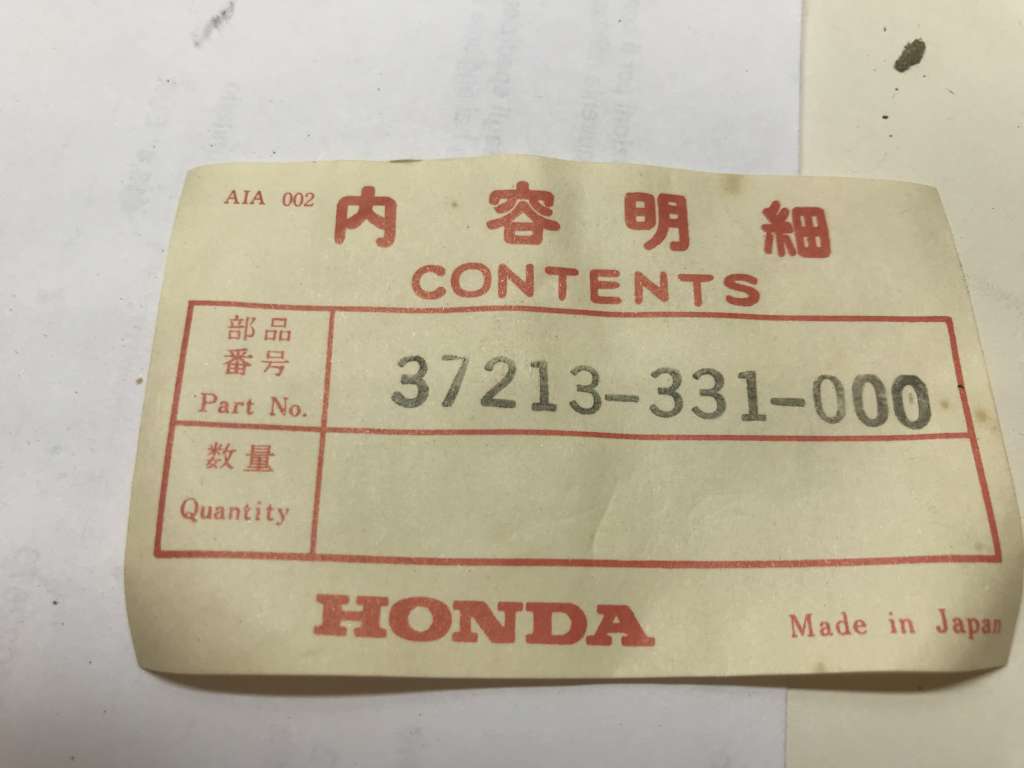 AIA 002
内容明細
CONTENTS
部品
番号
Part No.
37213-331-000
数量
Quantity
HONDA
Made in Japan